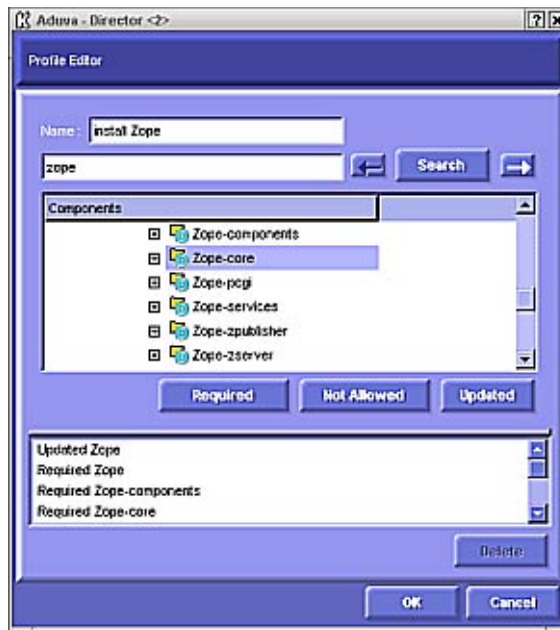 Aduva - Director <2>
Profile Editor
Name: install Zope
zope
Search
Components
Zope-components
Zope-core
Zope-pcgi
Zope-services
Zope-zpublisher
Zope-zserver
Required Not Allowed Updated
Updated Zope
Required Zope
Required Zope-components
Required Zope-core
Delete
OK Cancel